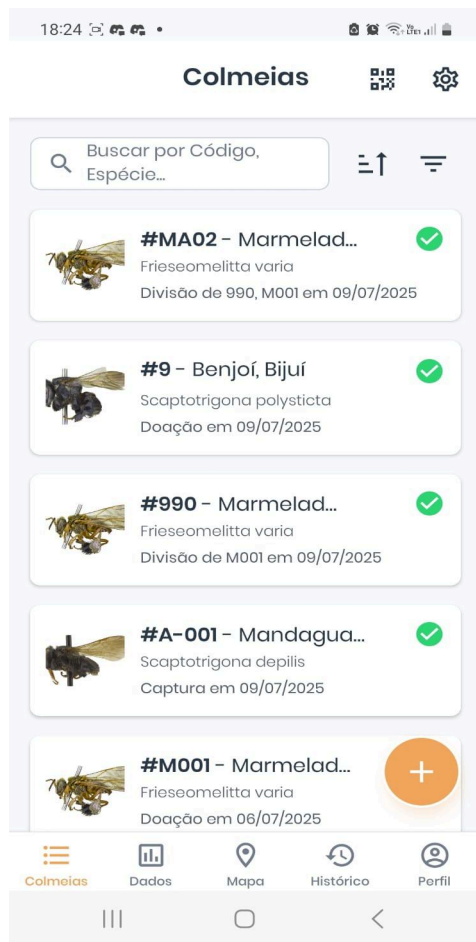 18:24
Vo
LTE1
Colmeias
Buscar por Código,
Espécie...
#MA02 - Marmelad...
Frieseomelitta varia
Divisão de 990, M001 em 09/07/2025
#9 - Benjoí, Bijuí
Scaptotrigona polysticta
Doação em 09/07/2025
#990 - Marmelad...
Frieseomelitta varia
Divisão de M001 em 09/07/2025
#A-001 - Mandagua...
Scaptotrigona depilis
Captura em 09/07/2025
#M001 - Marmelad...
Frieseomelitta varia
Doação em 06/07/2025
Colmeias Dados Mapa Histórico Perfil